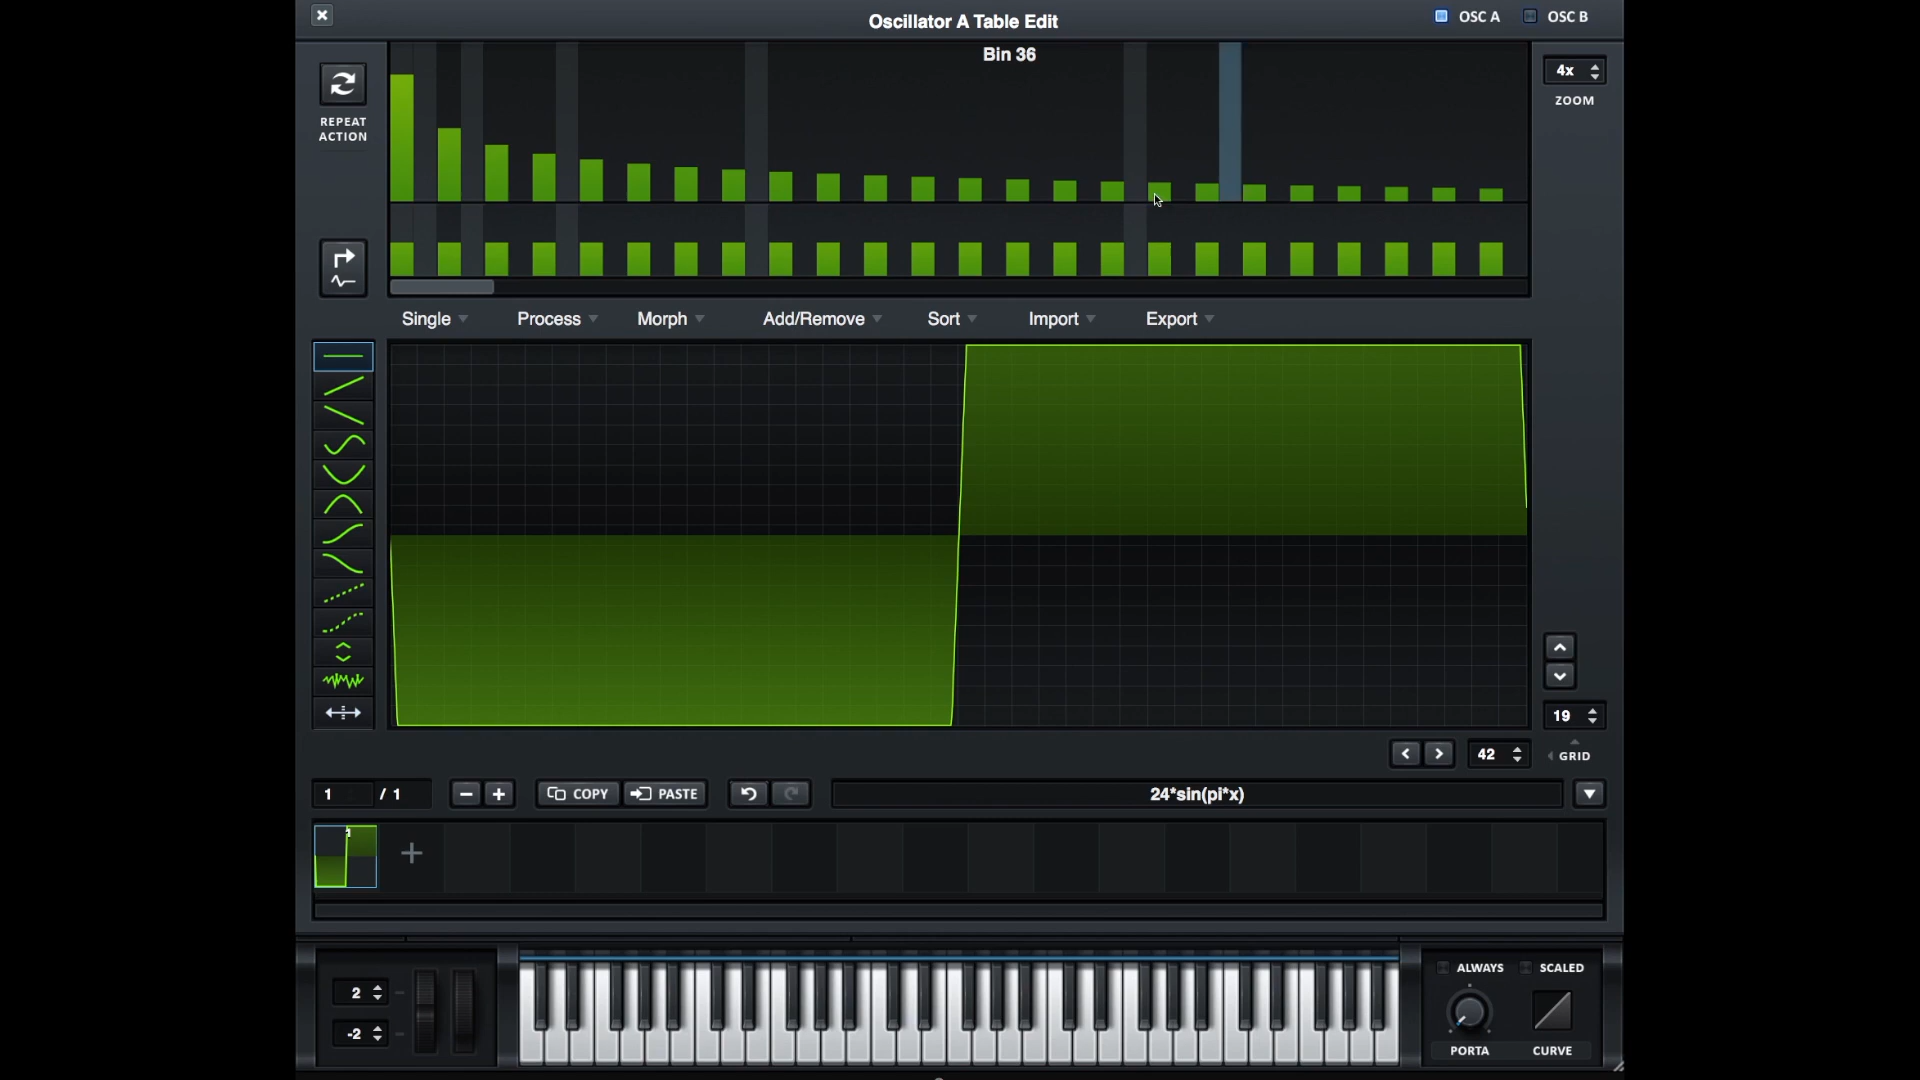 Oscillator A Table Edit
OSC A
OSC B
Bin 36
4x
ZOOM
REPEAT
ACTION
Single
Process
Morph
Add/Remove
Sort
Import
Export
19
42
GRID
1 / 1
COPY
PASTE
24*sin(pi*x)
1
2
-2
ALWAYS
SCALED
PORTA
CURVE